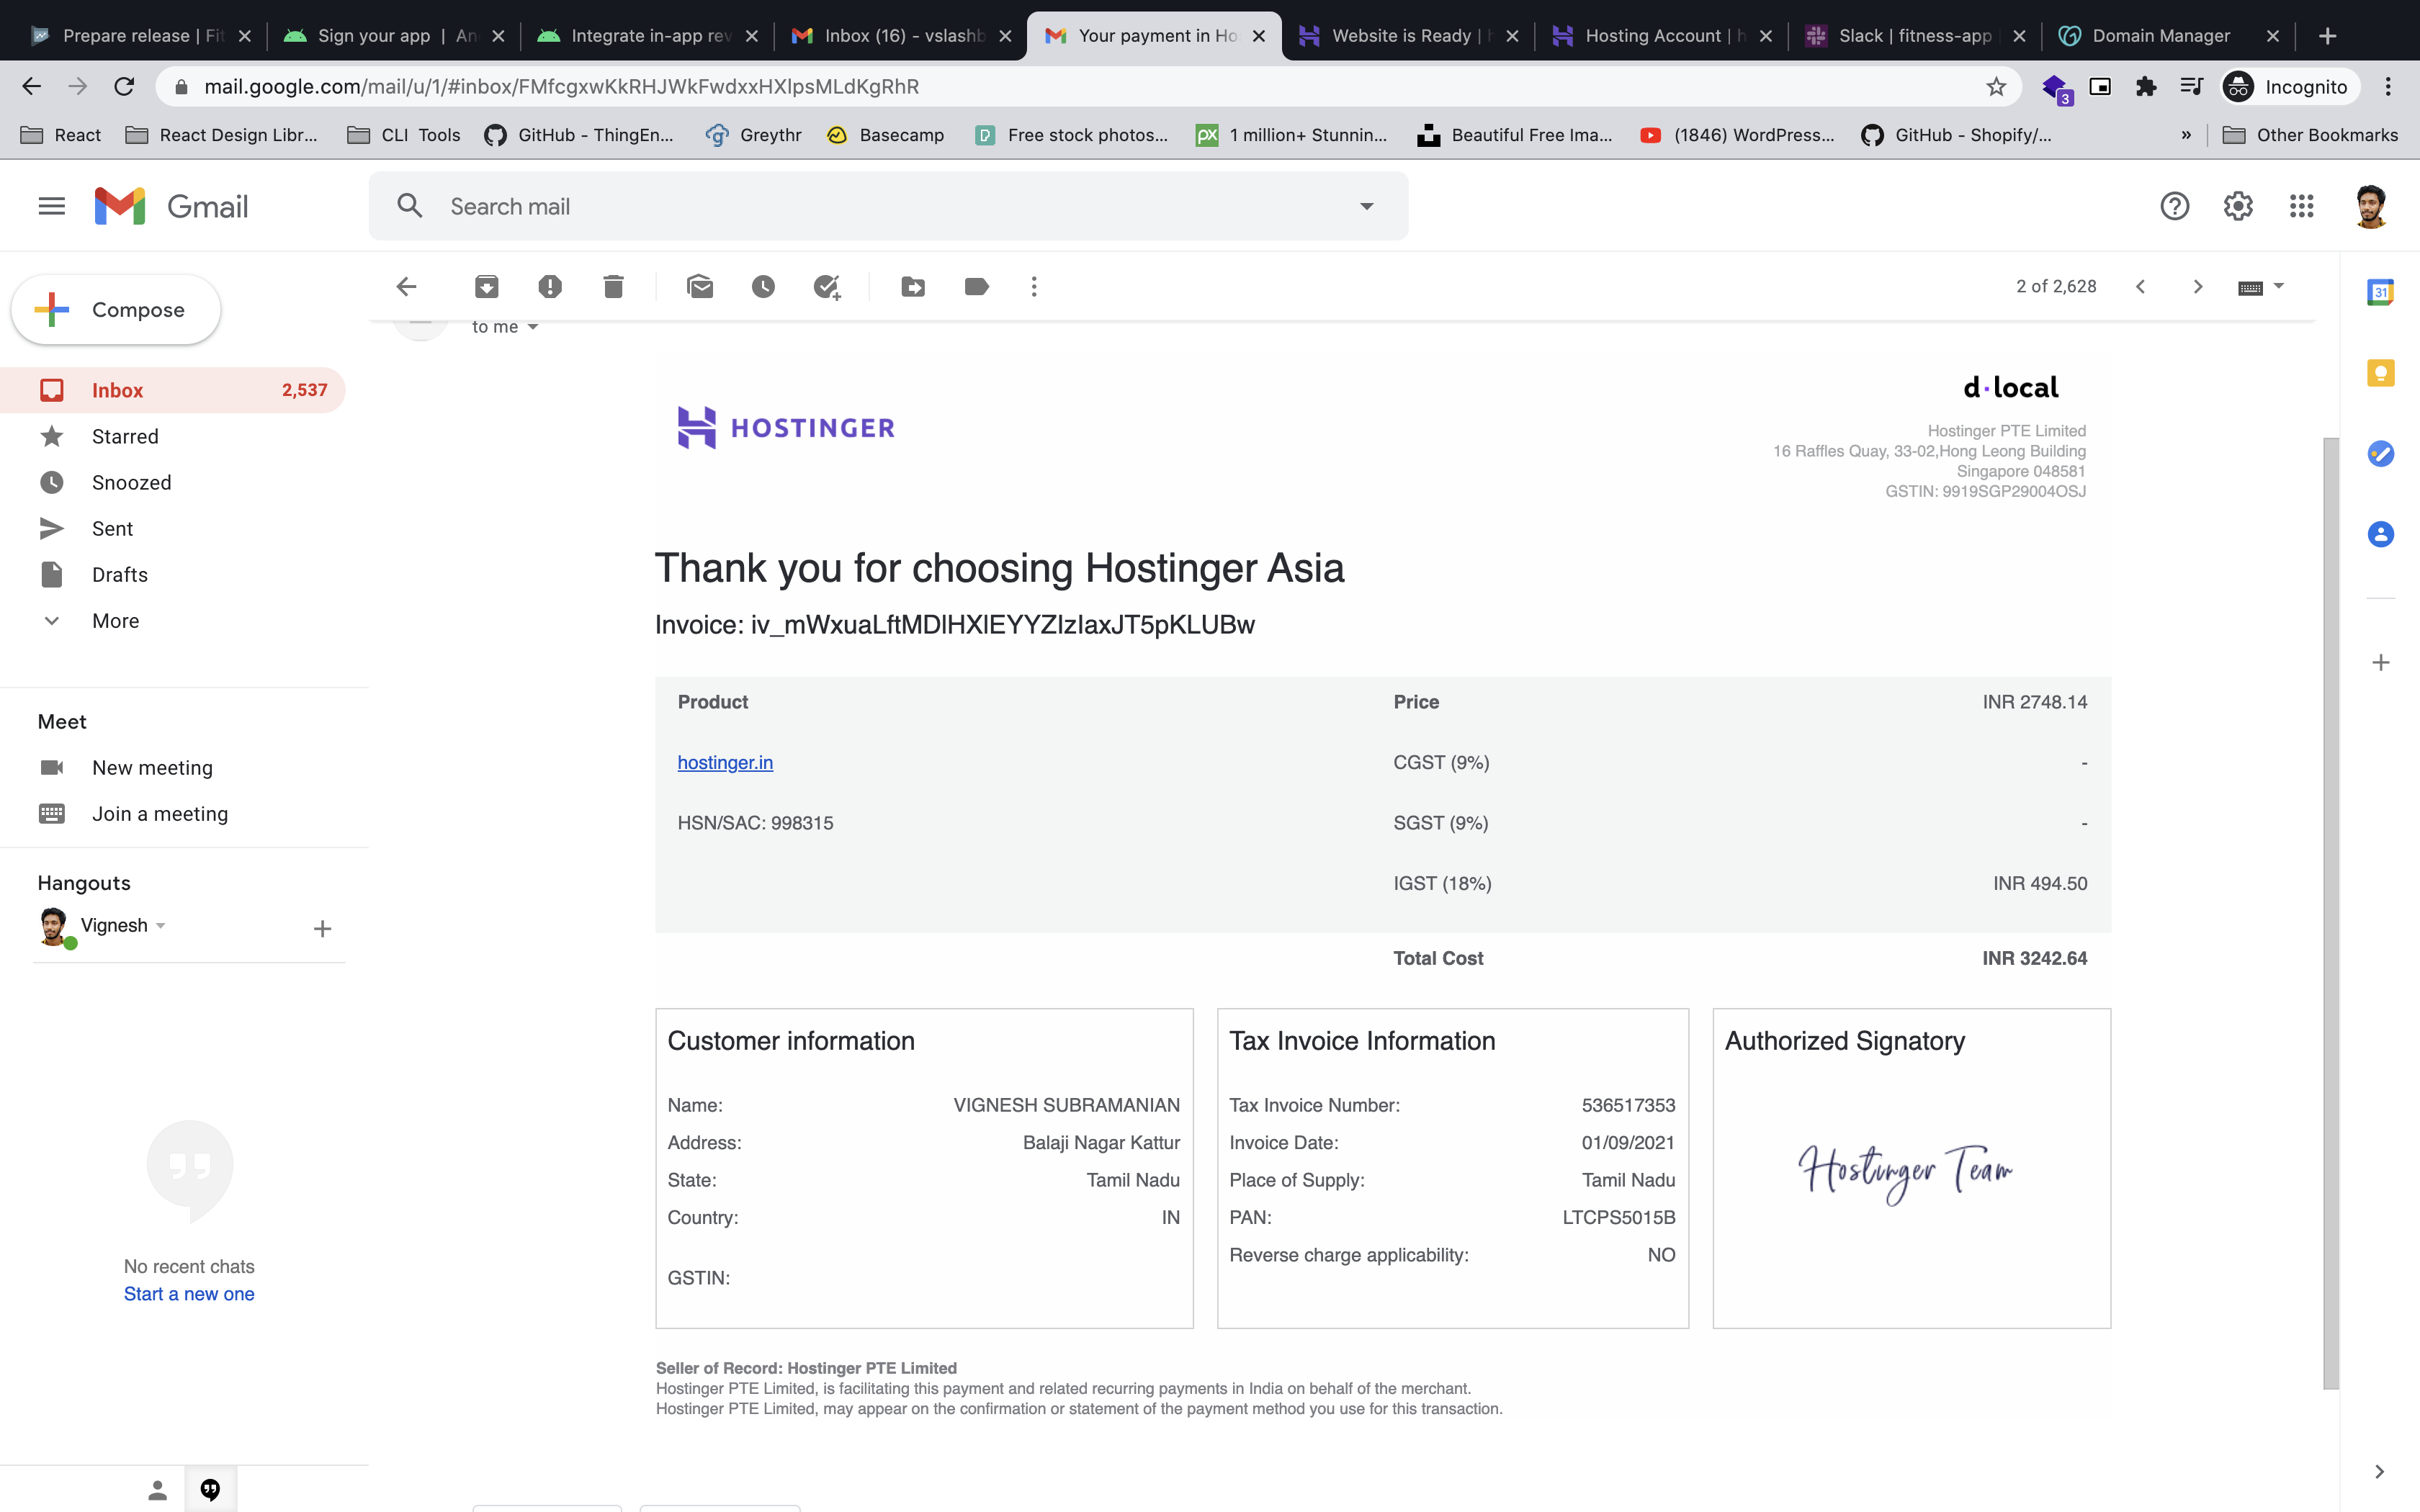 Prepare release | Fit
Sign your app | An
Integrate in-app rev
Inbox (16) - vslashb
Your payment in Ho
Website is Ready | h
Hosting Account | h
Slack | fitness-app
Domain Manager
mail.google.com/mail/u/1/#inbox/FMfcgxwKkRHJWkFwdxxHXlpsMLdKgRhR
3
Incognito
React
React Design Libr...
CLI Tools
GitHub - ThingEn...
Greythr
Basecamp
Free stock photos...
1 million+ Stunnin...
Beautiful Free Ima...
(1846) WordPress...
GitHub - Shopify/...
»
Other Bookmarks
Gmail
Search mail
Compose
2 of 2,628
31
to me
Inbox 2,537
Starred
Snoozed
Sent
Drafts
More
Meet
New meeting
Join a meeting
Hangouts
Vignesh
No recent chats
Start a new one
HOSTINGER
d·local
Hostinger PTE Limited
16 Raffles Quay, 33-02,Hong Leong Building
Singapore 048581
GSTIN: 9919SGP29004OSJ
Thank you for choosing Hostinger Asia
Invoice: iv_mWxuaLftMDlHXlEYYZlzlaxJT5pKLUBw
Product Price INR 2748.14
hostinger.in CGST (9%) -
HSN/SAC: 998315 SGST (9%) -
IGST (18%) INR 494.50
Total Cost INR 3242.64
Customer information
Name: VIGNESH SUBRAMANIAN
Address: Balaji Nagar Kattur
State: Tamil Nadu
Country: IN
GSTIN:
Tax Invoice Information
Tax Invoice Number: 536517353
Invoice Date: 01/09/2021
Place of Supply: Tamil Nadu
PAN: LTCPS5015B
Reverse charge applicability: NO
Authorized Signatory
Hostinger Team
Seller of Record: Hostinger PTE Limited
Hostinger PTE Limited, is facilitating this payment and related recurring payments in India on behalf of the merchant.
Hostinger PTE Limited, may appear on the confirmation or statement of the payment method you use for this transaction.